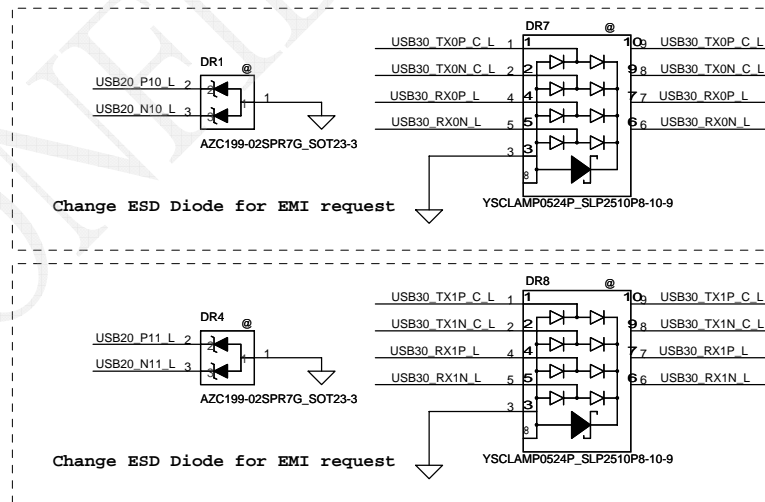 DR7 @
USB30_TX0P_C_L 1 1 10 9 USB30_TX0P_C_L
DR1 @
USB30_TX0N_C_L 2 2 9 8 USB30_TX0N_C_L
USB20_P10_L 2 2
USB30_RX0P_L 4 4 7 7 USB30_RX0P_L
1 1
USB20_N10_L 3 3
USB30_RX0N_L 5 5 6 6 USB30_RX0N_L
AZC199-02SPR7G_SOT23-3
3 3
8
Change ESD Diode for EMI request
YSCLAMP0524P_SLP2510P8-10-9
DR8 @
USB30_TX1P_C_L 1 1 10 9 USB30_TX1P_C_L
DR4 @
USB30_TX1N_C_L 2 2 9 8 USB30_TX1N_C_L
USB20_P11_L 2 2
USB30_RX1P_L 4 4 7 7 USB30_RX1P_L
1 1
USB20_N11_L 3 3
USB30_RX1N_L 5 5 6 6 USB30_RX1N_L
AZC199-02SPR7G_SOT23-3
3 3
8
Change ESD Diode for EMI request
YSCLAMP0524P_SLP2510P8-10-9